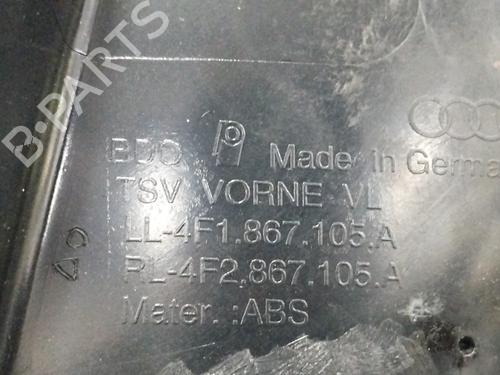 B-PARTS
BDO Made in Germa
TSV VORNE VL
LL-4F1.867.105.A
RL-4F2.867.105.A
Mater. :ABS